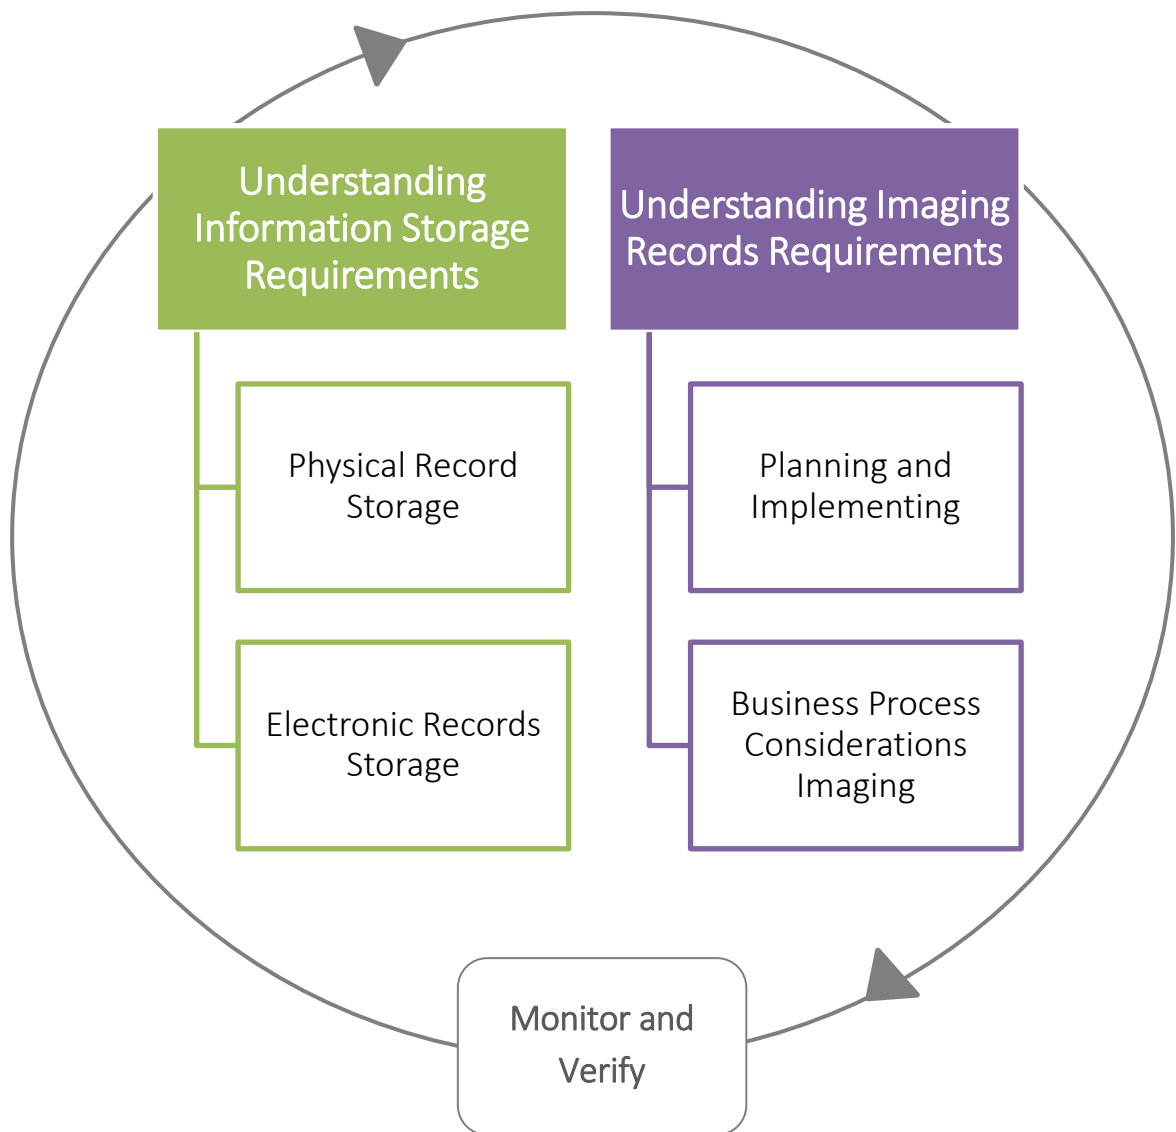 Understanding
Information Storage
Requirements
Understanding Imaging
Records Requirements
Physical Record
Storage
Planning and
Implementing
Electronic Records
Storage
Business Process
Considerations
Imaging
Monitor and
Verify